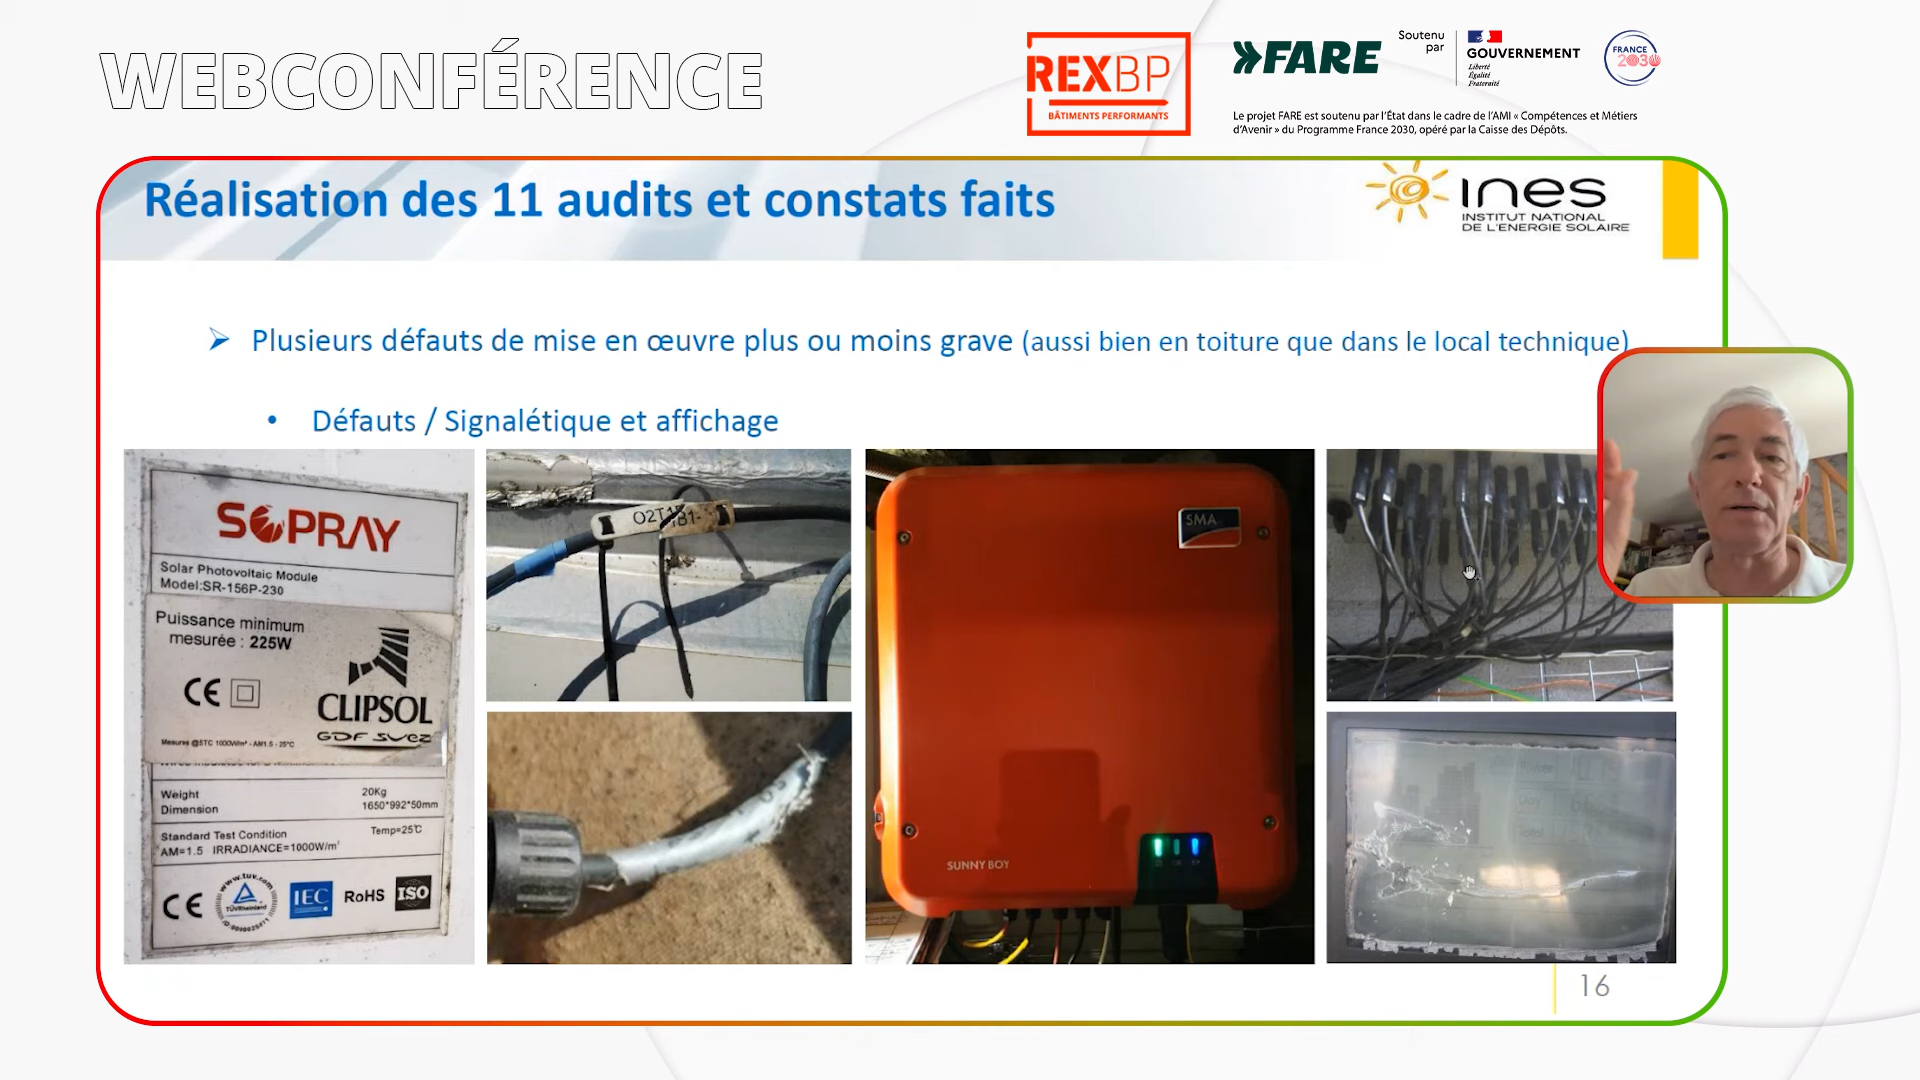 WEBCONFÉRENCE
REXBP
BÂTIMENTS PERFORMANTS
FARE
Soutenu
par
GOUVERNEMENT
Liberté
Égalité
Fraternité
FRANCE
2030
Le projet FARE est soutenu par l'État dans le cadre de l'AMI « Compétences et Métiers
d'Avenir » du Programme France 2030, opéré par la Caisse des Dépôts.
Réalisation des 11 audits et constats faits
ines
INSTITUT NATIONAL
DE L'ENERGIE SOLAIRE
Plusieurs défauts de mise en œuvre plus ou moins grave (aussi bien en toiture que dans le local technique)
Défauts / Signalétique et affichage
SOPRAY
Solar Photovoltaic Module
Model:SR-156P-230
Puissance minimum
mesurée : 225W
CE
CLIPSOL
GDF SUEZ
Mesures @STC 1000W/m² - AM1.5 - 25°C
Weight 20Kg
Dimension 1650*992*50mm
Standard Test Condition Temp=25℃
AM=1.5 IRRADIANCE=1000W/m²
CE
www.tuv.com
TÜVRheinland
IEC
RoHS
ISO
SMA
SUNNY BOY
Day
Total
16